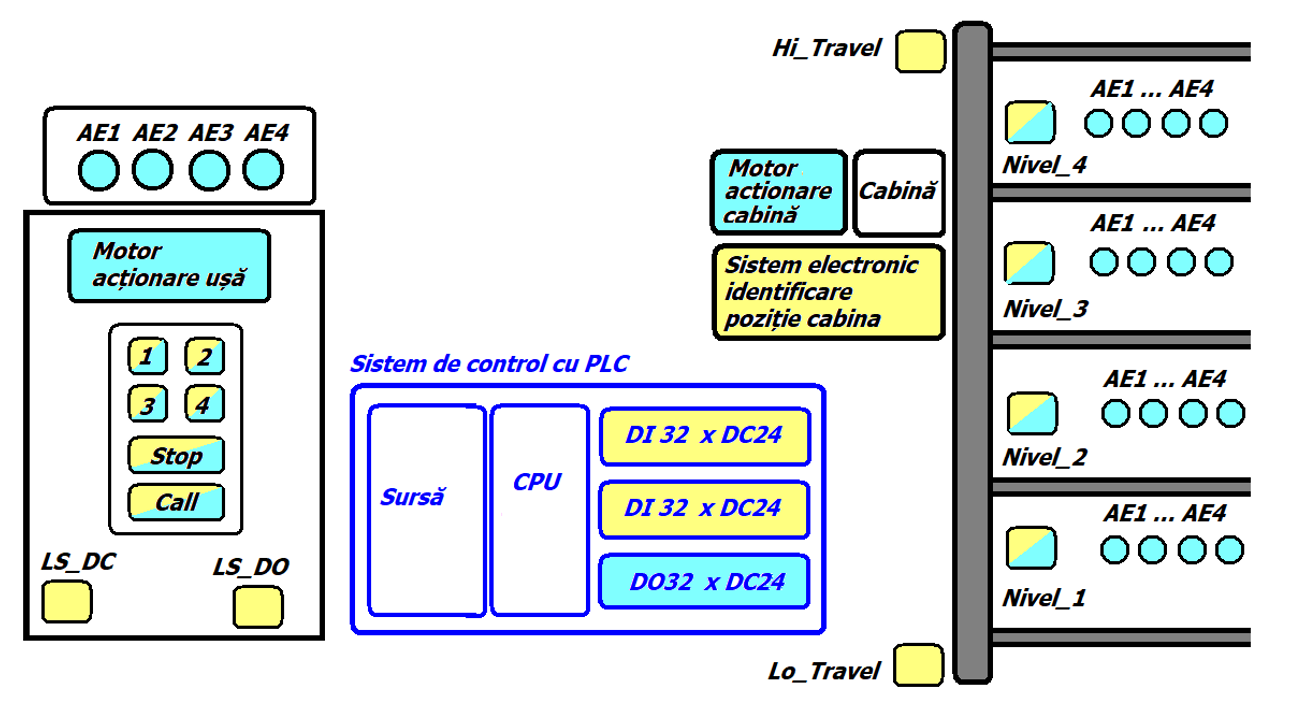 AE1 AE2 AE3 AE4
Motor
acționare ușă
1 2
3 4
Stop
Call
LS_DC
LS_DO
Sistem de control cu PLC
Sursă
CPU
DI 32 x DC24
DI 32 x DC24
DO32 x DC24
Hi_Travel
Motor
actionare
cabină
Cabină
Sistem electronic
identificare
poziție cabina
Lo_Travel
AE1 ... AE4
Nivel_4
AE1 ... AE4
Nivel_3
AE1 ... AE4
Nivel_2
AE1 ... AE4
Nivel_1